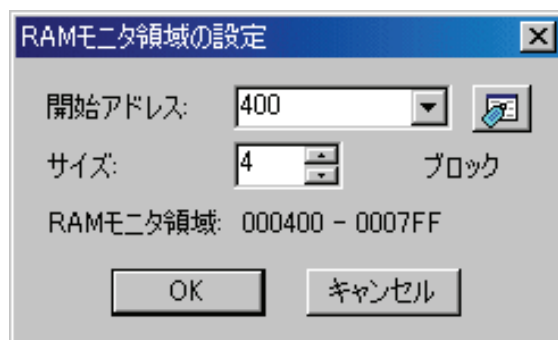 RAMモニタ領域の設定
開始アドレス: 400
サイズ: 4 ブロック
RAMモニタ領域: 000400 - 0007FF
OK キャンセル